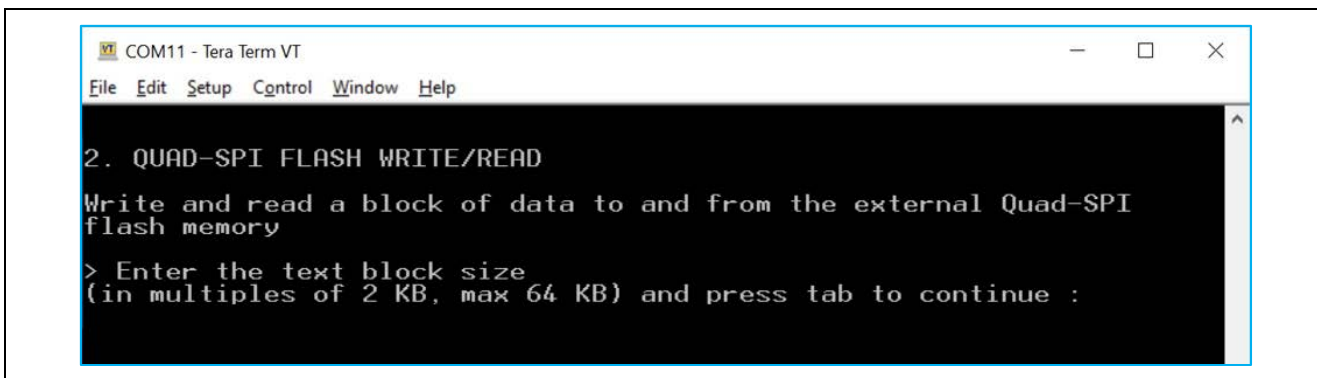 COM11 - Tera Term VT
File Edit Setup Control Window Help
2. QUAD-SPI FLASH WRITE/READ
Write and read a block of data to and from the external Quad-SPI
flash memory
> Enter the text block size
(in multiples of 2 KB, max 64 KB) and press tab to continue :